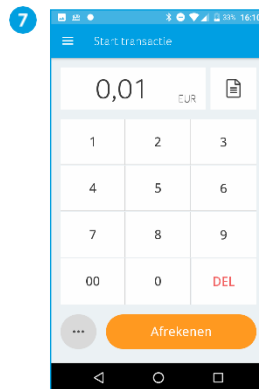 7
33% 16:10
Start transactie
0,01 EUR
1 2 3
4 5 6
7 8 9
00 0 DEL
... Afrekenen